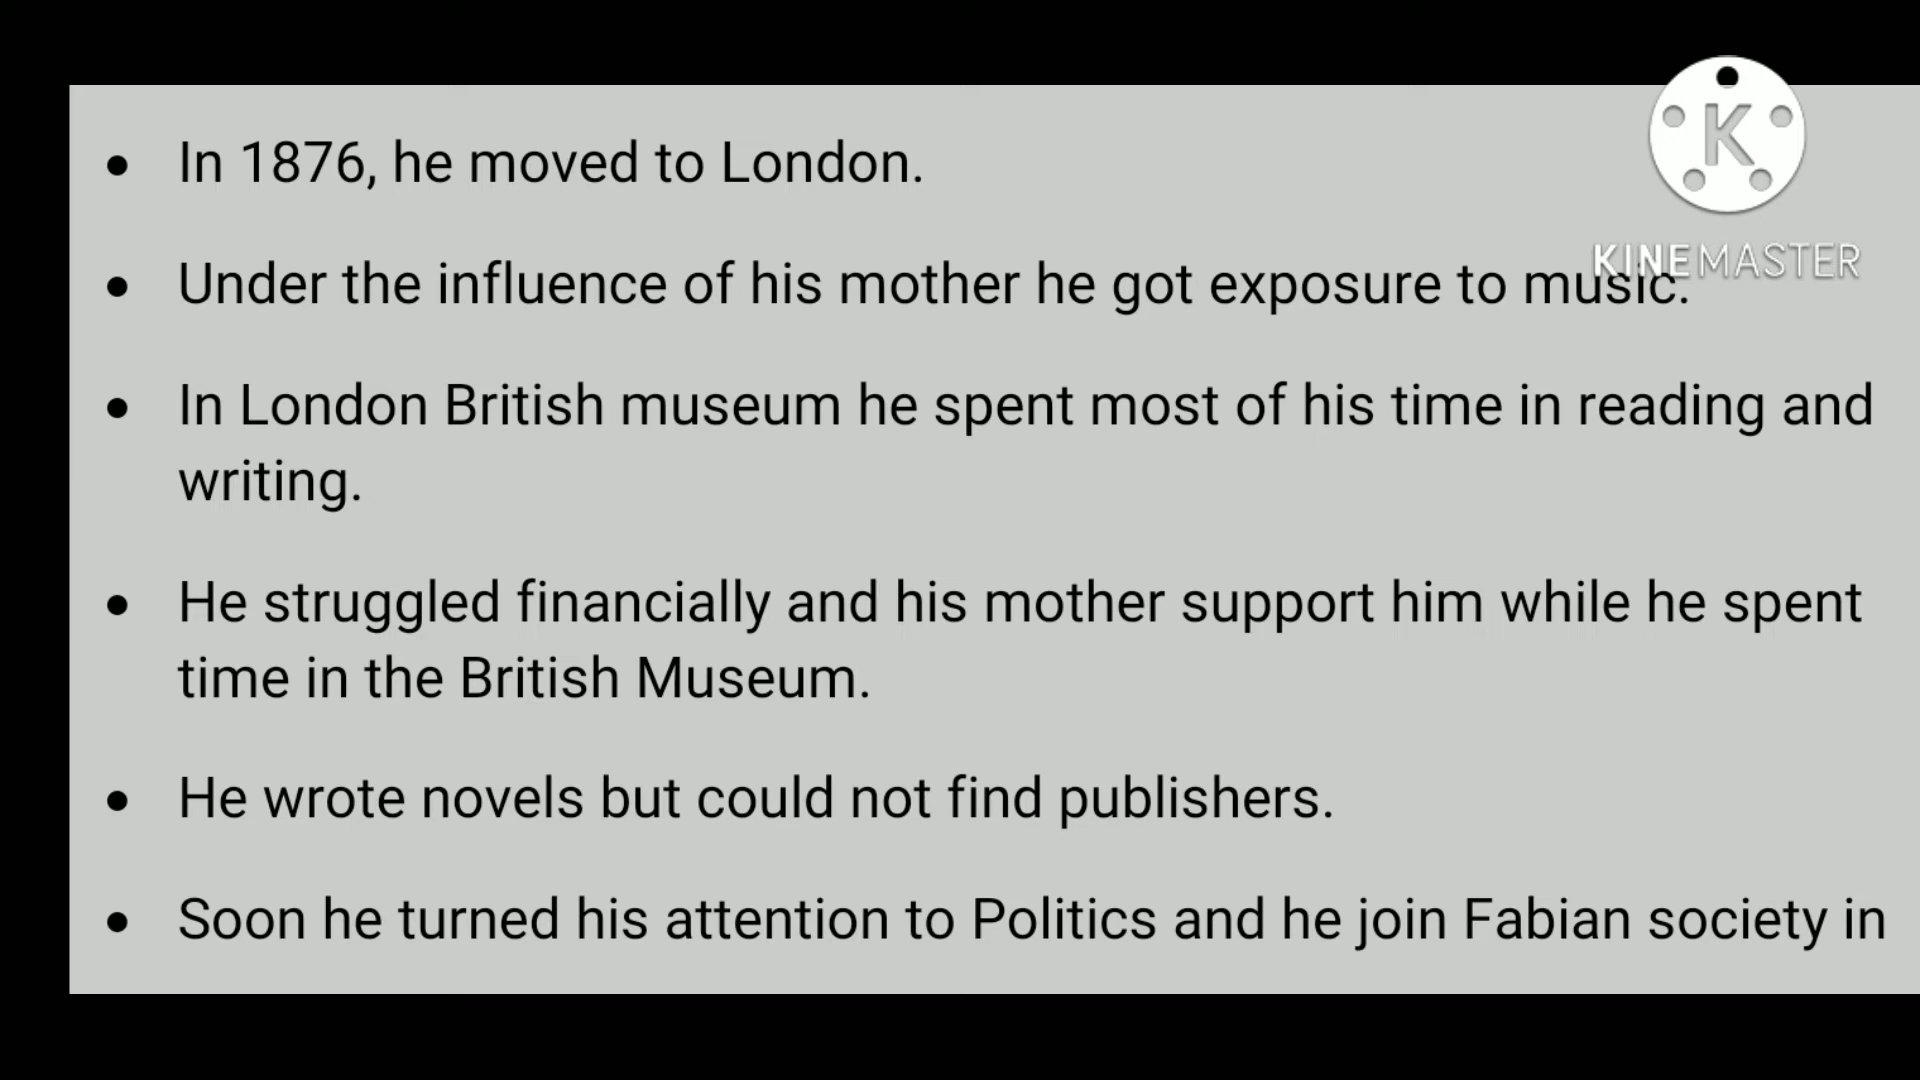 • In 1876, he moved to London.
• Under the influence of his mother he got exposure to music.
• In London British museum he spent most of his time in reading and
writing.
• He struggled financially and his mother support him while he spent
time in the British Museum.
• He wrote novels but could not find publishers.
• Soon he turned his attention to Politics and he join Fabian society in
K
KINEMASTER